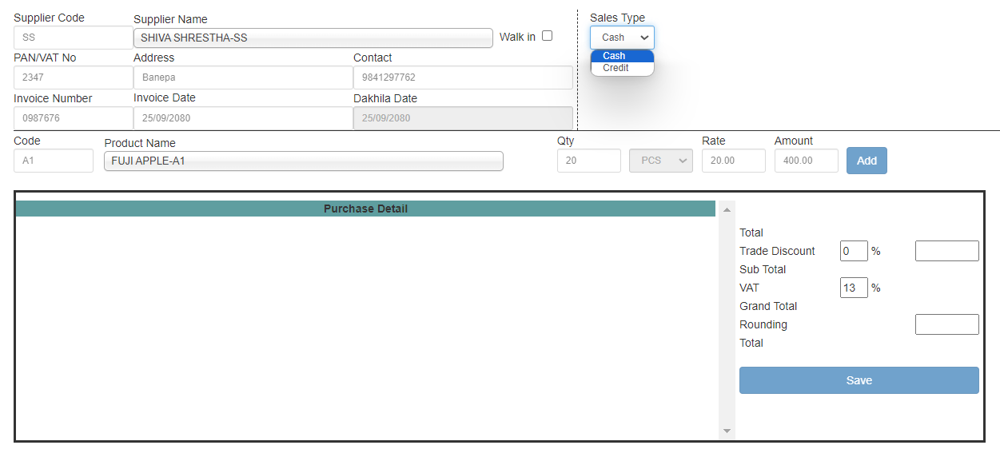 Supplier Code Supplier Name Sales Type
SS SHIVA SHRESTHA-SS Walk in Cash
Cash
Credit
PAN/VAT No Address Contact
2347 Banepa 9841297762
Invoice Number Invoice Date Dakhila Date
0987676 25/09/2080 25/09/2080
Code Product Name Qty Rate Amount
A1 FUJI APPLE-A1 20 PCS 20.00 400.00 Add
Purchase Detail
Total
Trade Discount 0 %
Sub Total
VAT 13 %
Grand Total
Rounding
Total
Save